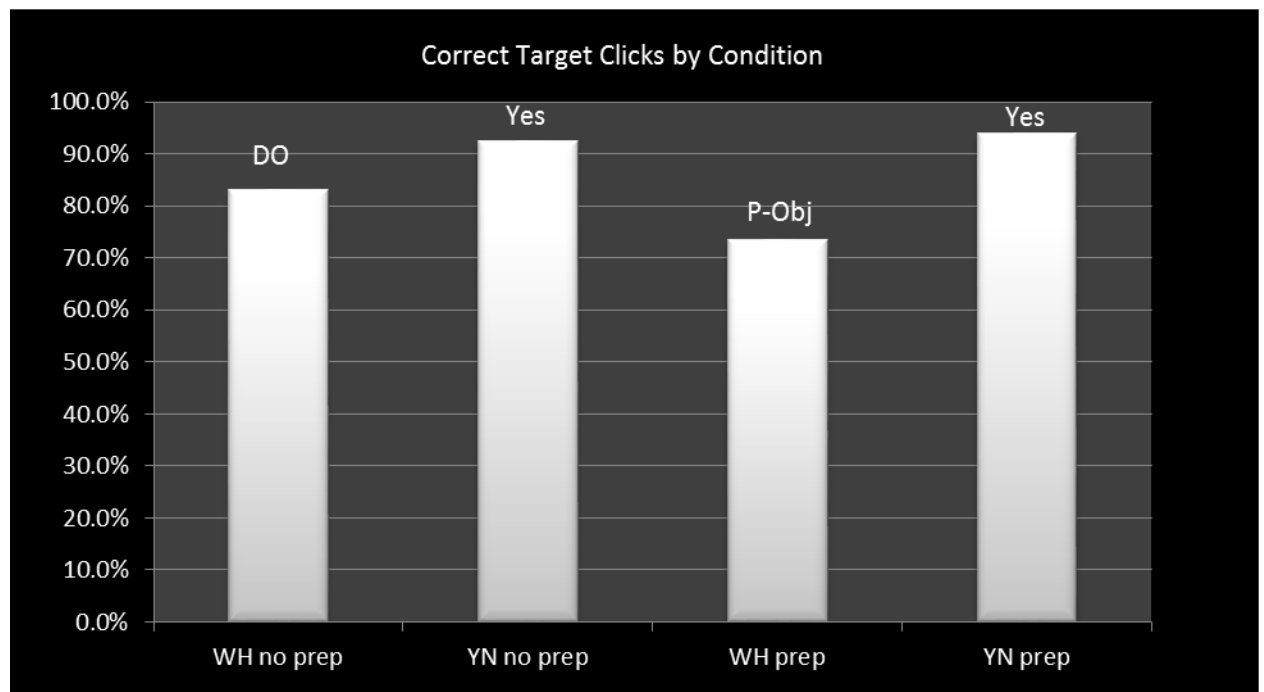 Correct Target Clicks by Condition
100.0%
90.0%
80.0%
70.0%
60.0%
50.0%
40.0%
30.0%
20.0%
10.0%
0.0%
DO
Yes
P-Obj
Yes
WH no prep
YN no prep
WH prep
YN prep